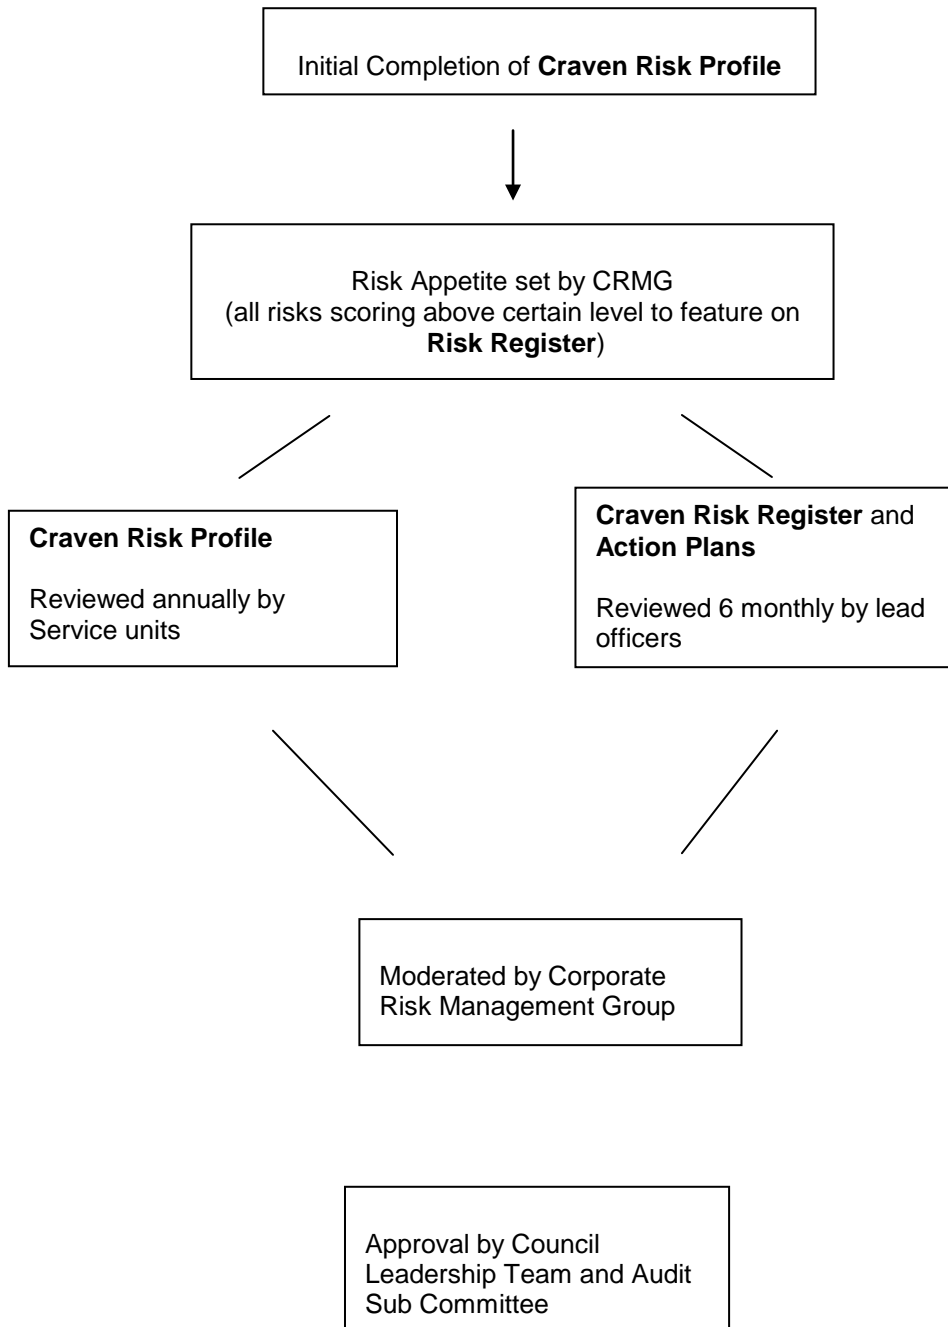 Initial Completion of Craven Risk Profile
Risk Appetite set by CRMG
(all risks scoring above certain level to feature on
Risk Register)
Craven Risk Profile
Reviewed annually by
Service units
Craven Risk Register and
Action Plans
Reviewed 6 monthly by lead
officers
Moderated by Corporate
Risk Management Group
Approval by Council
Leadership Team and Audit
Sub Committee